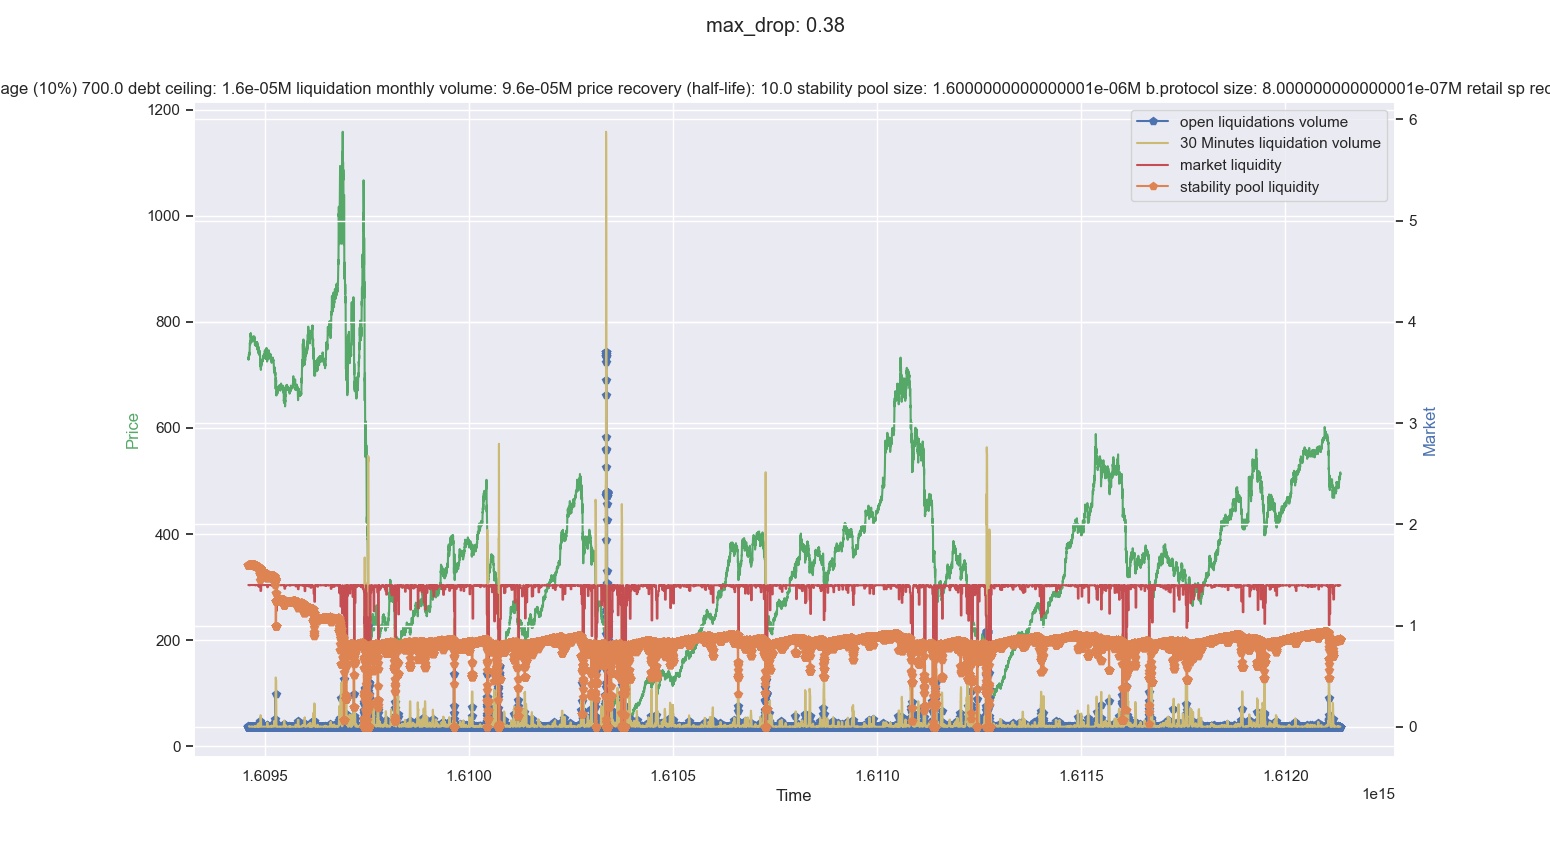 max_drop: 0.38
age (10%) 700.0 debt ceiling: 1.6e-05M liquidation monthly volume: 9.6e-05M price recovery (half-life): 10.0 stability pool size: 1.6000000000000001e-06M b.protocol size: 8.000000000000001e-07M retail sp rec
1200
1000
800
600
400
200
0
Price
open liquidations volume
30 Minutes liquidation volume
market liquidity
stability pool liquidity
6
5
4
3
2
1
0
Market
1.6095 1.6100 1.6105 1.6110 1.6115 1.6120
1e15
Time